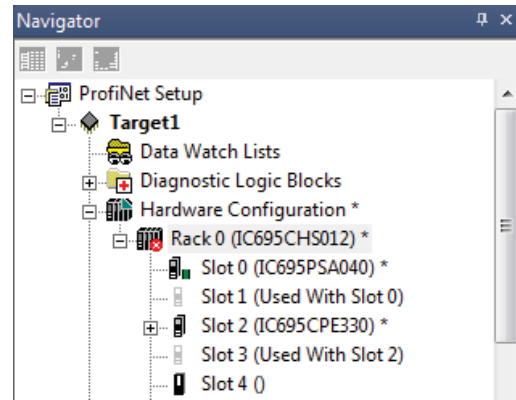 Navigator
ProfiNet Setup
Target1
Data Watch Lists
Diagnostic Logic Blocks
Hardware Configuration *
Rack 0 (IC695CHS012) *
Slot 0 (IC695PSA040) *
Slot 1 (Used With Slot 0)
Slot 2 (IC695CPE330) *
Slot 3 (Used With Slot 2)
Slot 4 ()